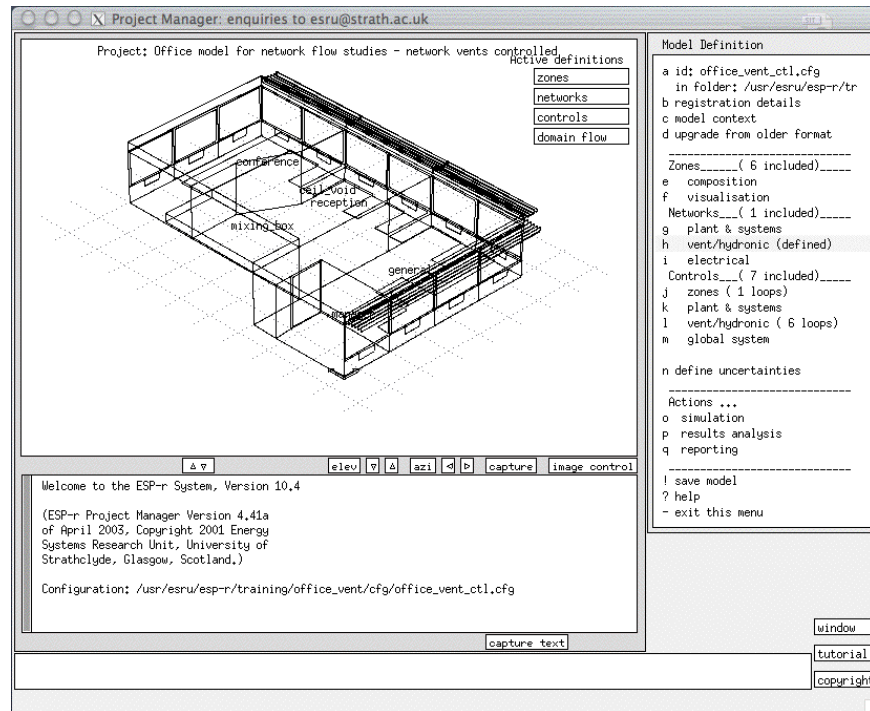 Project Manager: enquiries to esru@strath.ac.uk
Project: Office model for network flow studies - network vents controlled
Active definitions
zones
networks
controls
domain flow
conference
ceil_void
reception
mixing_box
general
elev
azi
capture
image control
Welcome to the ESP-r System, Version 10.4
(ESP-r Project Manager Version 4.41a
of April 2003, Copyright 2001 Energy
Systems Research Unit, University of
Strathclyde, Glasgow, Scotland.)
Configuration: /usr/esru/esp-r/training/office_vent/cfg/office_vent_ctl.cfg
capture text
Model Definition
a id: office_vent_ctl.cfg
in folder: /usr/esru/esp-r/tr
b registration details
c model context
d upgrade from older format
Zones______( 6 included)_____
e composition
f visualisation
Networks___( 1 included)_____
g plant & systems
h vent/hydronic (defined)
i electrical
Controls___( 7 included)_____
j zones ( 1 loops)
k plant & systems
l vent/hydronic ( 6 loops)
m global system
n define uncertainties
Actions ...
o simulation
p results analysis
q reporting
! save model
? help
- exit this menu
window
tutorial
copyright